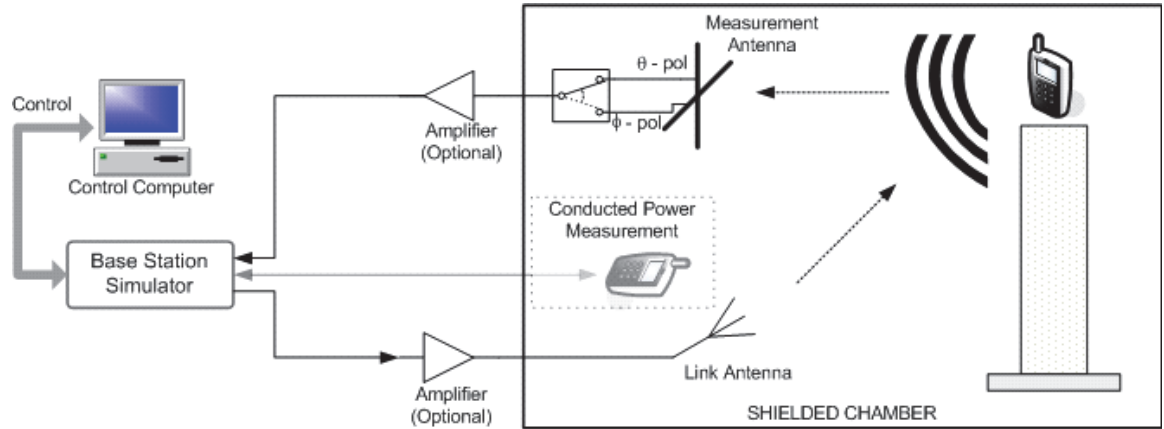 Measurement
Antenna
θ - pol
Control
ϕ - pol
Amplifier
(Optional)
Control Computer
Conducted Power
Measurement
Base Station
Simulator
Link Antenna
Amplifier
(Optional)
SHIELDED CHAMBER